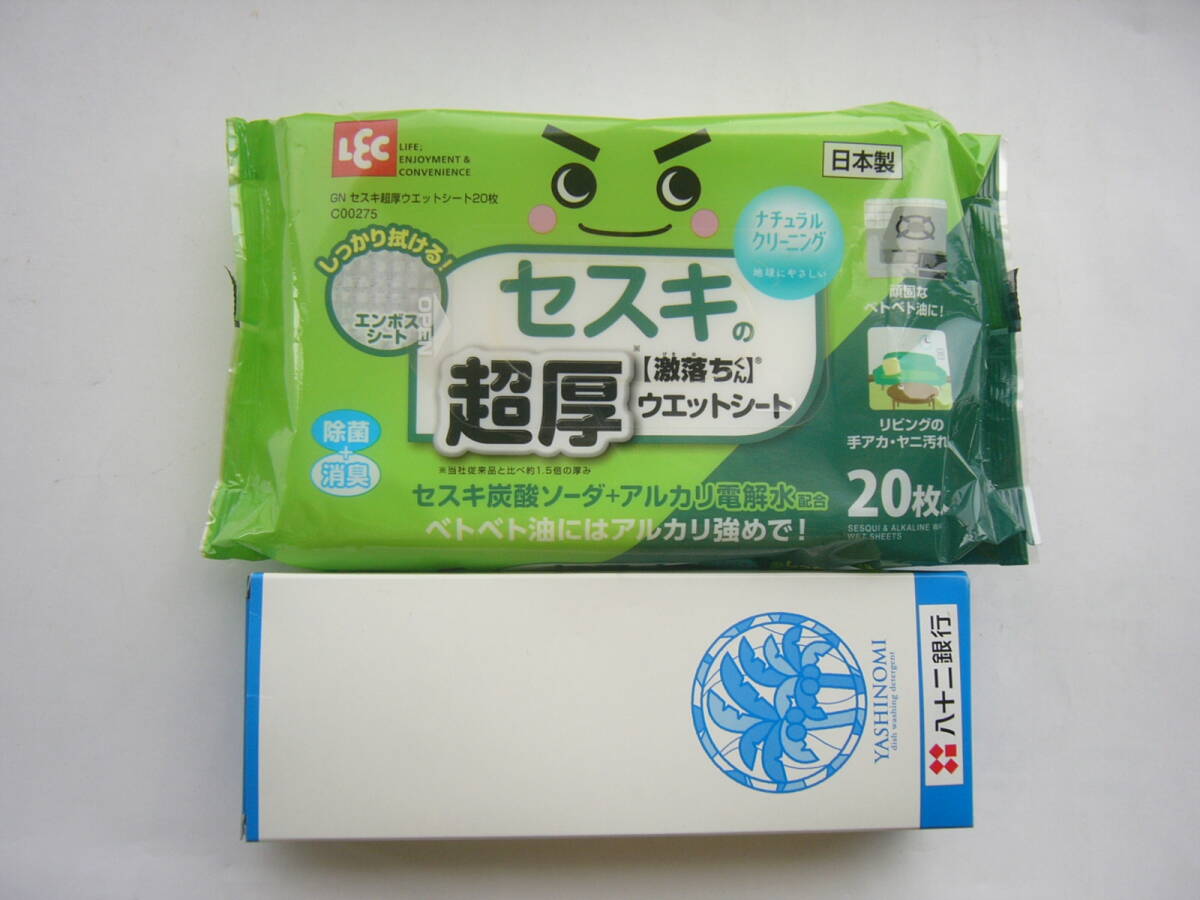 LEC
LIFE;
ENJOYMENT &
CONVENIENCE
GN セスキ超厚ウエットシート20枚
C00275
日本製
しっかり拭ける!
エンボス
シート
OPEN
ナチュラル
クリーニング
地球にやさしい
頑固な
ベトベト油に!
セスキの
超厚
※
【激落ちくん】®
ウエットシート
リビングの
手アカ・ヤニ汚れ
除菌
+
消臭
※当社従来品と比べ約1.5倍の厚み
セスキ炭酸ソーダ+アルカリ電解水配合
ベトベト油にはアルカリ強めで!
20枚
SESQUI & ALKALINE
WET SHEETS
YASHINOMI
dish washing detergent
八十二銀行